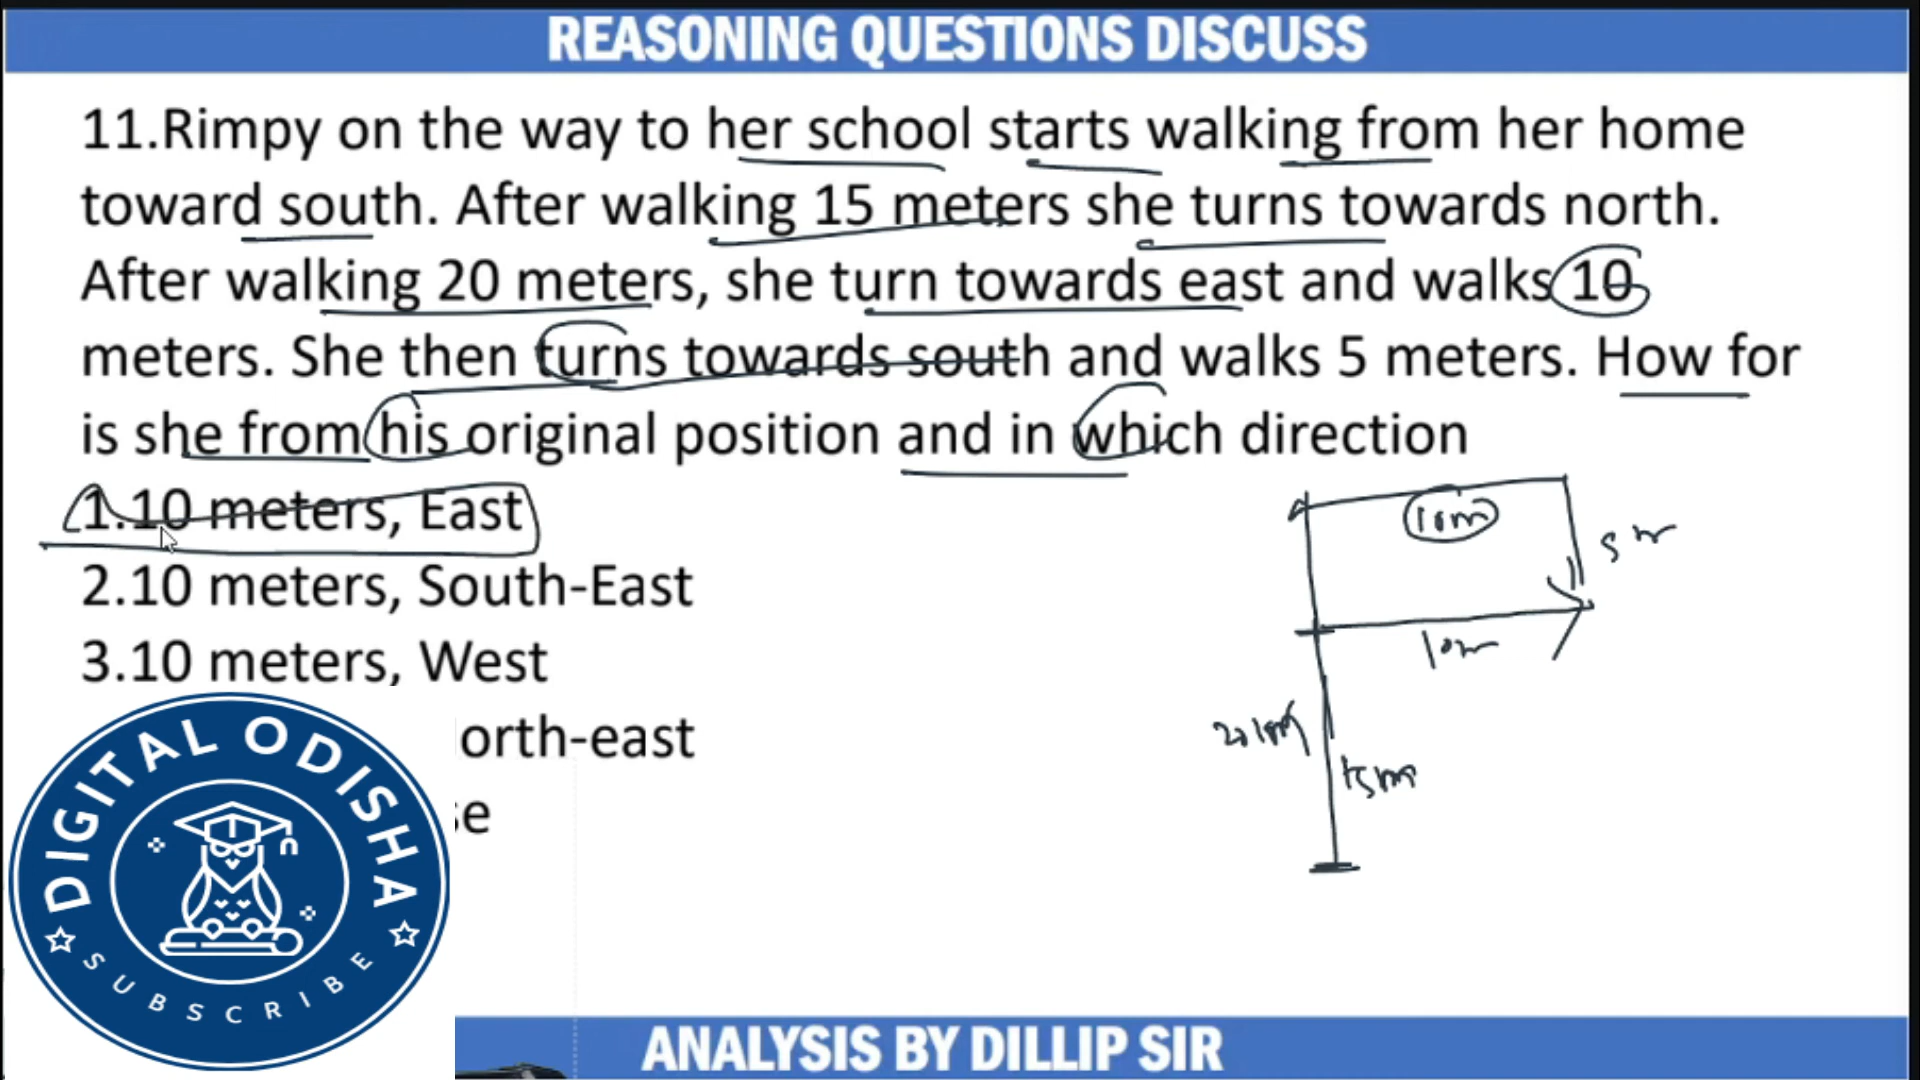 REASONING QUESTIONS DISCUSS
11.Rimpy on the way to her school starts walking from her home
toward south. After walking 15 meters she turns towards north.
After walking 20 meters, she turn towards east and walks 10
meters. She then turns towards south and walks 5 meters. How for
is she from his original position and in which direction
1.10 meters, East
2.10 meters, South-East
3.10 meters, West
orth-east
se
10m
5m
10m
15m
DIGITAL ODISHA
SUBSCRIBE
ANALYSIS BY DILLIP SIR